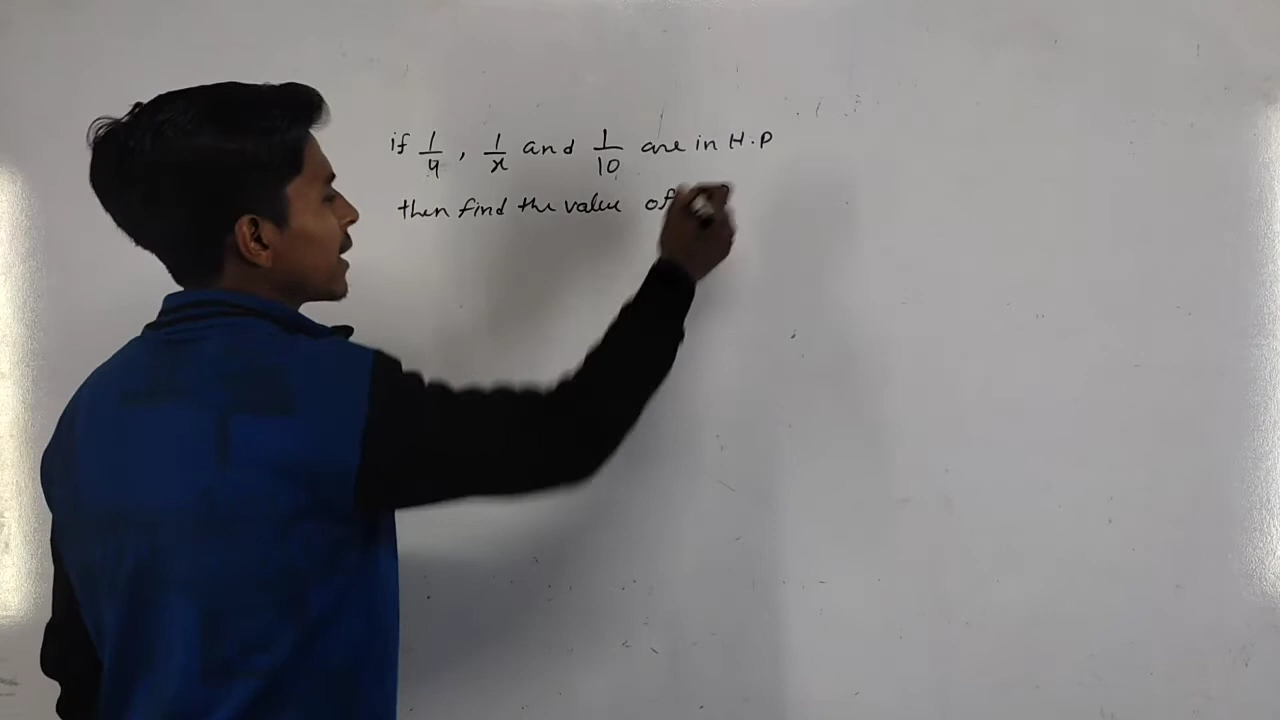 if 1/4, 1/x and 1/10 are in H.P
then find the value of